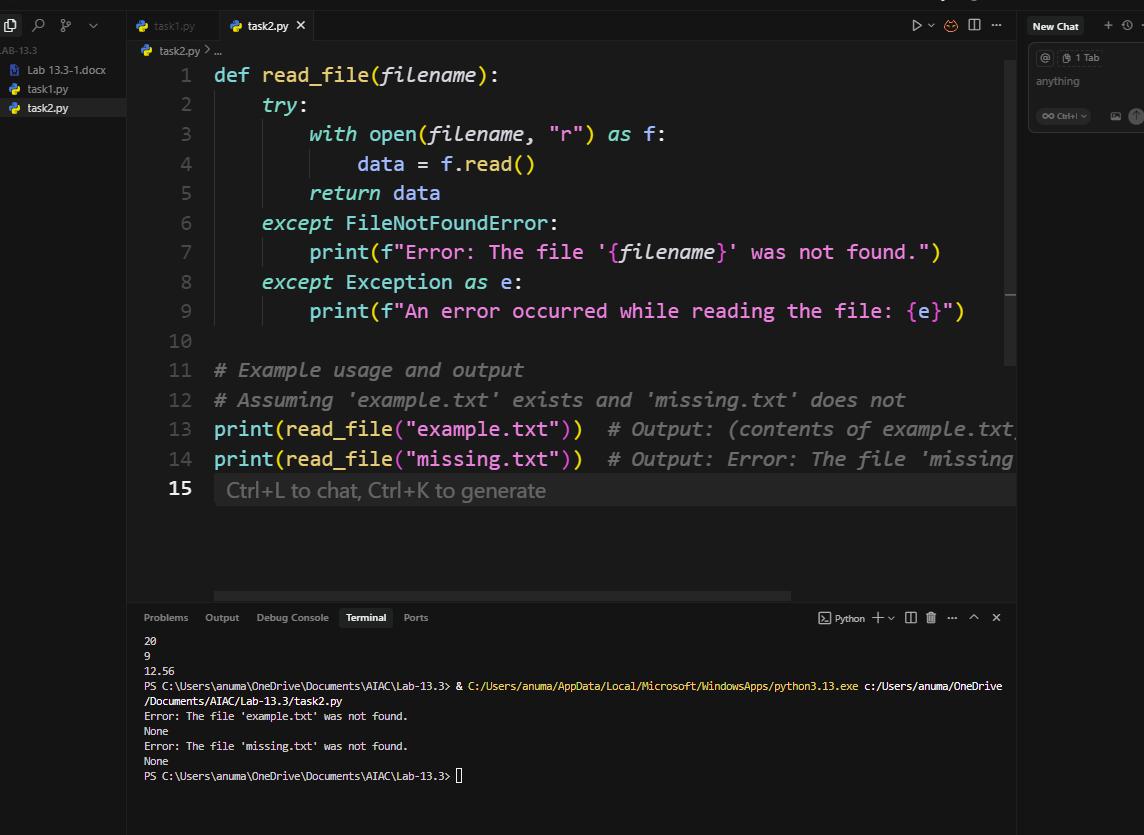 task1.py
task2.py
New Chat
task2.py > ...
LAB-13.3
Lab 13.3-1.docx
task1.py
task2.py
@ 1 Tab
anything
Ctrl+I
1 def read_file(filename):
2     try:
3         with open(filename, "r") as f:
4             data = f.read()
5         return data
6     except FileNotFoundError:
7         print(f"Error: The file '{filename}' was not found.")
8     except Exception as e:
9         print(f"An error occurred while reading the file: {e}")
10
11 # Example usage and output
12 # Assuming 'example.txt' exists and 'missing.txt' does not
13 print(read_file("example.txt"))  # Output: (contents of example.txt
14 print(read_file("missing.txt"))  # Output: Error: The file 'missing
15 Ctrl+L to chat, Ctrl+K to generate
Problems Output Debug Console Terminal Ports
Python
20
9
12.56
PS C:\Users\anuma\OneDrive\Documents\AIAC\Lab-13.3> & C:/Users/anuma/AppData/Local/Microsoft/WindowsApps/python3.13.exe c:/Users/anuma/OneDrive
/Documents/AIAC/Lab-13.3/task2.py
Error: The file 'example.txt' was not found.
None
Error: The file 'missing.txt' was not found.
None
PS C:\Users\anuma\OneDrive\Documents\AIAC\Lab-13.3>